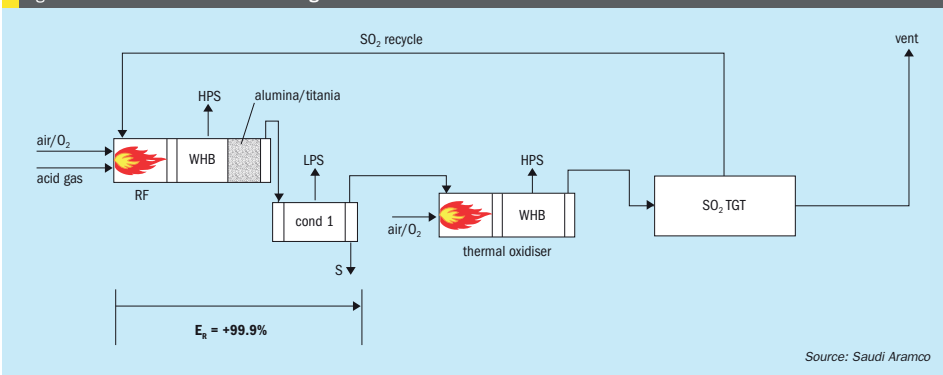 SO₂ recycle
vent
HPS
alumina/titania
air/O₂
WHB
acid gas
RF
LPS
cond 1
S
HPS
air/O₂
WHB
thermal oxidiser
SO₂ TGT
E_R = +99.9%
Source: Saudi Aramco